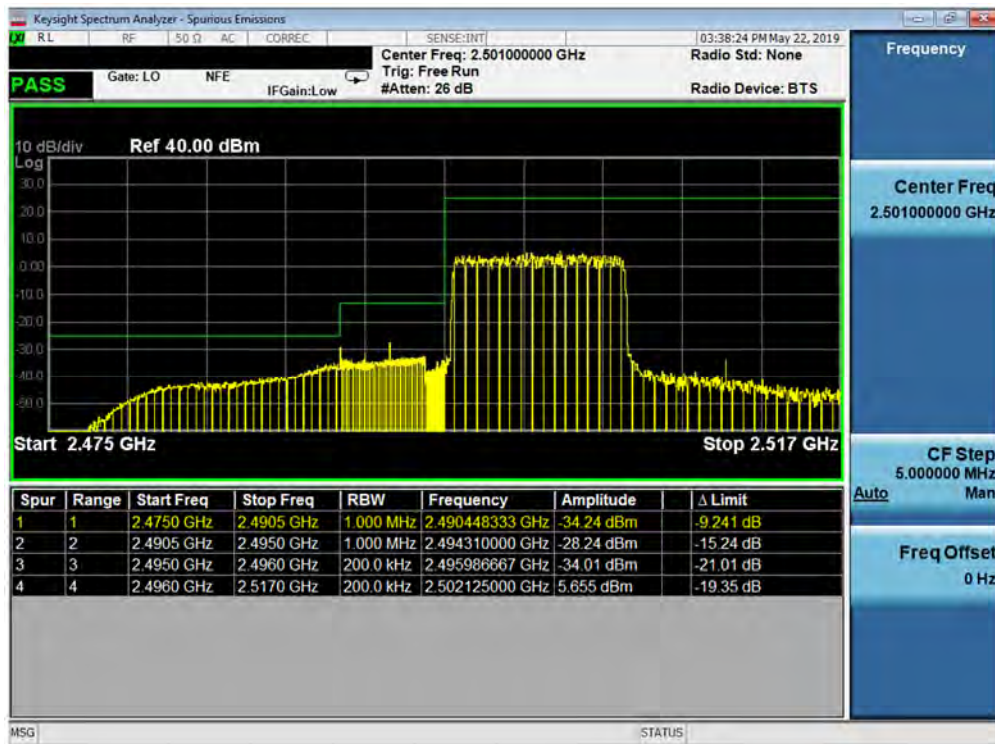 Keysight Spectrum Analyzer - Spurious Emissions
LXI RL RF 50 Ω AC CORREC SENSE:INT 03:38:24 PM May 22, 2019
Center Freq: 2.501000000 GHz Radio Std: None
Trig: Free Run
PASS Gate: LO NFE IFGain:Low #Atten: 26 dB Radio Device: BTS
10 dB/div Ref 40.00 dBm
Log
30.0
20.0
10.0
0.00
-10.0
-20.0
-30.0
-40.0
-50.0
Start 2.475 GHz Stop 2.517 GHz
Spur Range Start Freq Stop Freq RBW Frequency Amplitude Δ Limit
1 1 2.4750 GHz 2.4905 GHz 1.000 MHz 2.490448333 GHz -34.24 dBm -9.241 dB
2 2 2.4905 GHz 2.4950 GHz 1.000 MHz 2.494310000 GHz -28.24 dBm -15.24 dB
3 3 2.4950 GHz 2.4960 GHz 200.0 kHz 2.495986667 GHz -34.01 dBm -21.01 dB
4 4 2.4960 GHz 2.5170 GHz 200.0 kHz 2.502125000 GHz 5.655 dBm -19.35 dB
Frequency
Center Freq
2.501000000 GHz
CF Step
5.000000 MHz
Auto Man
Freq Offset
0 Hz
MSG STATUS